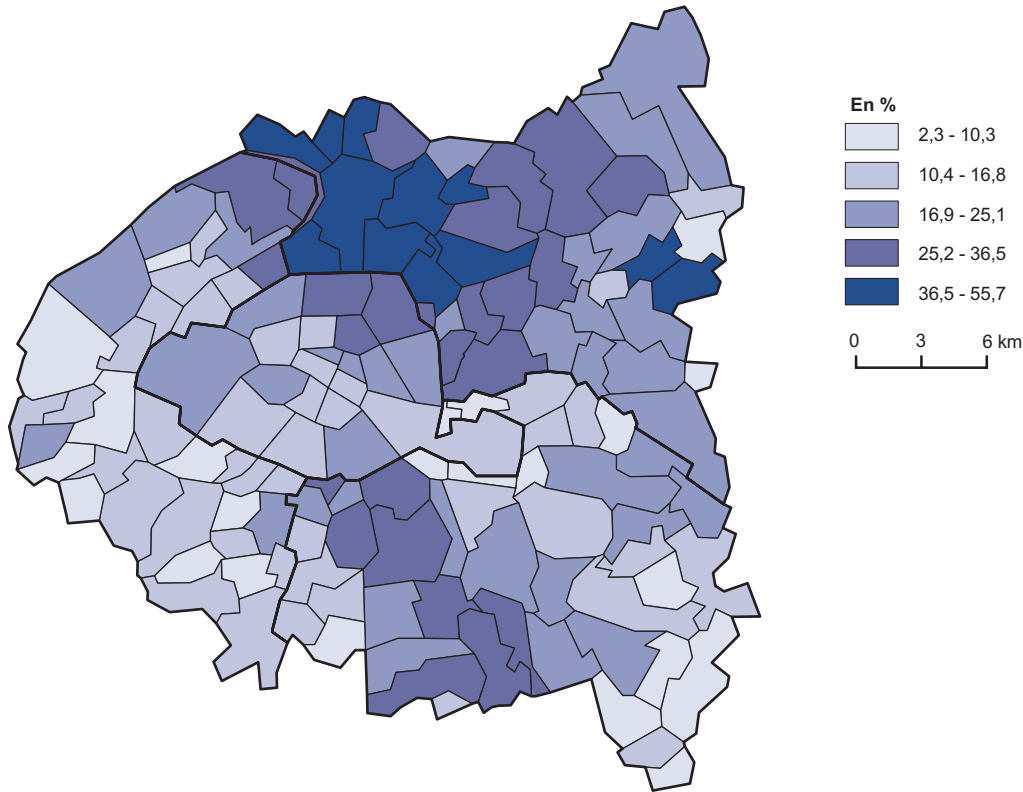 En %
2,3 - 10,3
10,4 - 16,8
16,9 - 25,1
25,2 - 36,5
36,5 - 55,7
0 3 6 km